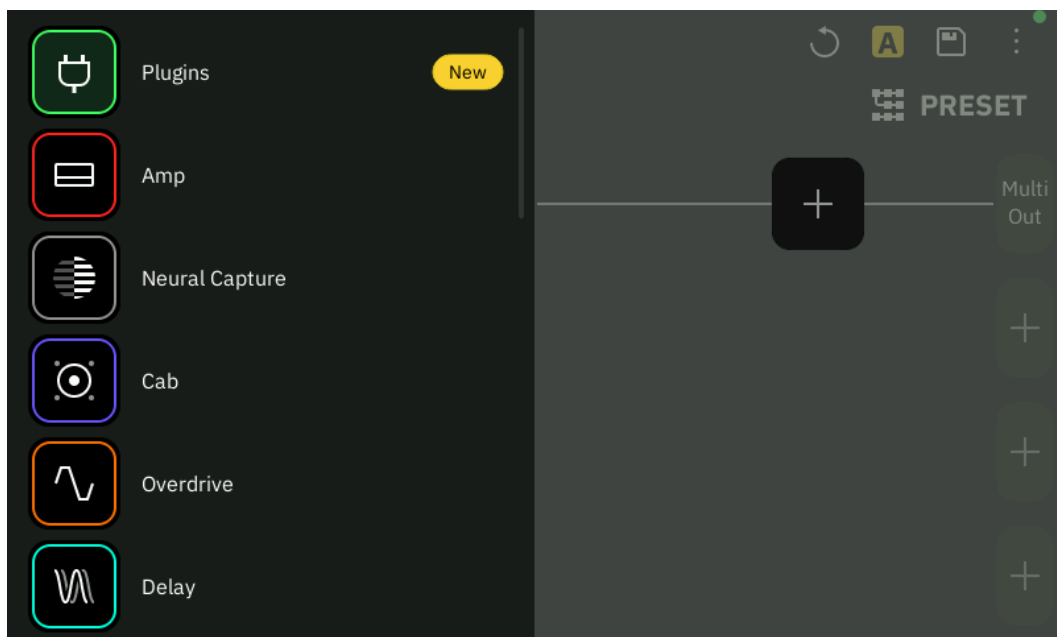 Plugins
New
Amp
Neural Capture
Cab
Overdrive
Delay
A
PRESET
Multi
Out